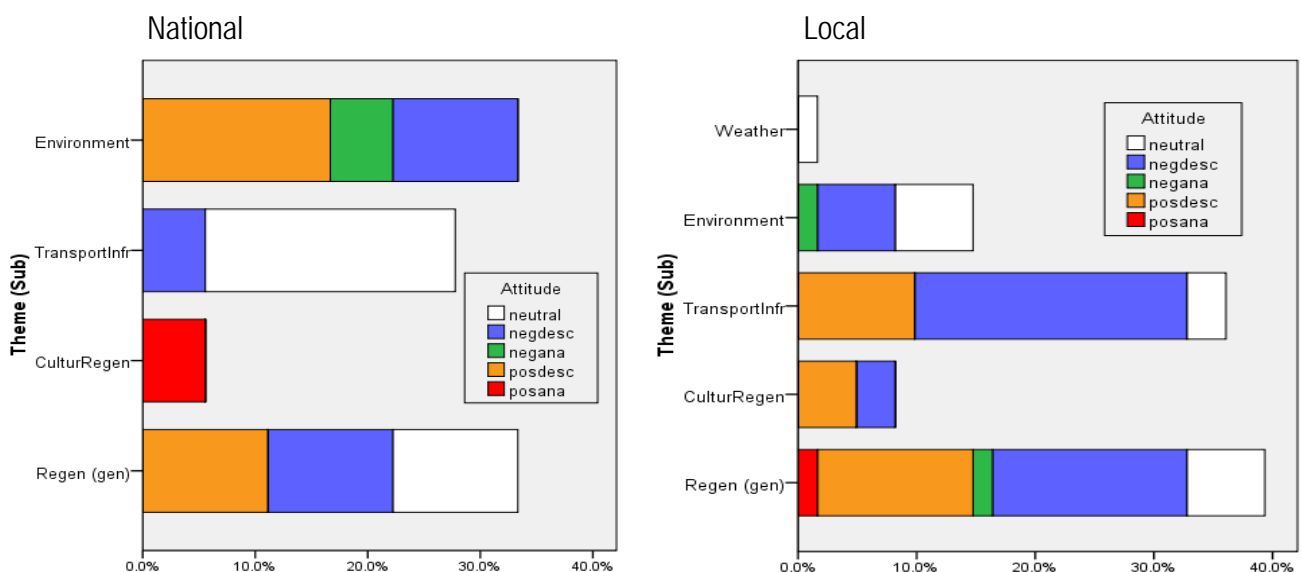 National
Theme (Sub)
Environment
TransportInfr
CulturRegen
Regen (gen)
Attitude
neutral
negdesc
negana
posdesc
posana
0.0% 10.0% 20.0% 30.0% 40.0%
Local
Theme (Sub)
Weather
Environment
TransportInfr
CulturRegen
Regen (gen)
Attitude
neutral
negdesc
negana
posdesc
posana
0.0% 10.0% 20.0% 30.0% 40.0%